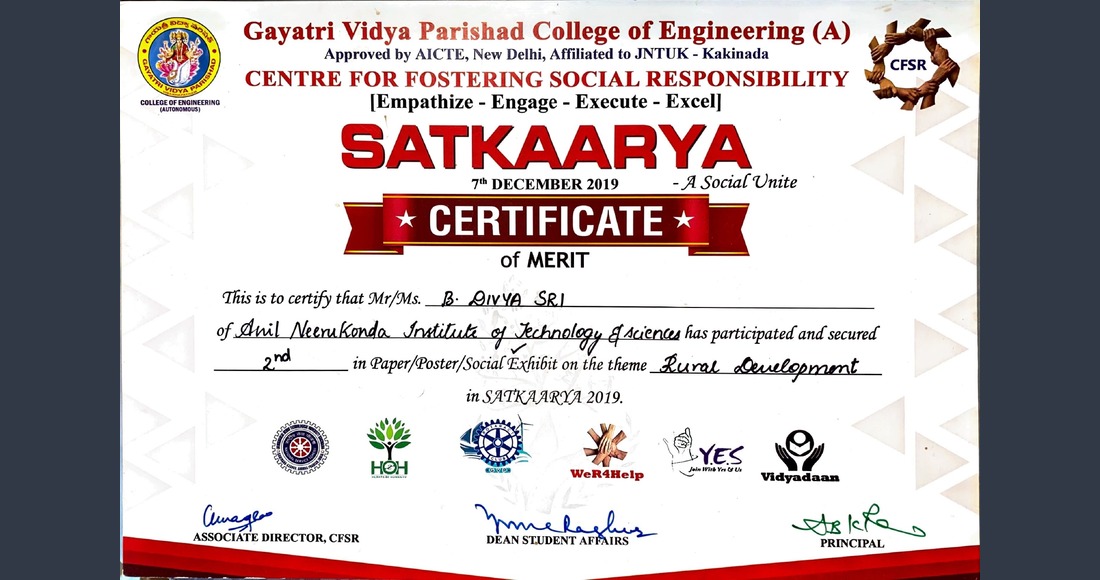 Gayatri Vidya Parishad College of Engineering (A)
Approved by AICTE, New Delhi, Affiliated to JNTUK - Kakinada
CENTRE FOR FOSTERING SOCIAL RESPONSIBILITY
[Empathize - Engage - Execute - Excel]
GAYATRI VIDYA PARISHAD
COLLEGE OF ENGINEERING
(AUTONOMOUS)
CFSR
SATKAARYA
7th DECEMBER 2019 - A Social Unite
CERTIFICATE
of MERIT
This is to certify that Mr/Ms. B. DIVYA SRI
of Anil Neerukonda Institute of Technology & sciences has participated and secured
2nd in Paper/Poster/Social Exhibit on the theme Rural Development
in SATKAARYA 2019.
HOH
WeR4Help
Y.E.S
Join With Yes & Us
Vidyadaan
ASSOCIATE DIRECTOR, CFSR
DEAN STUDENT AFFAIRS
PRINCIPAL